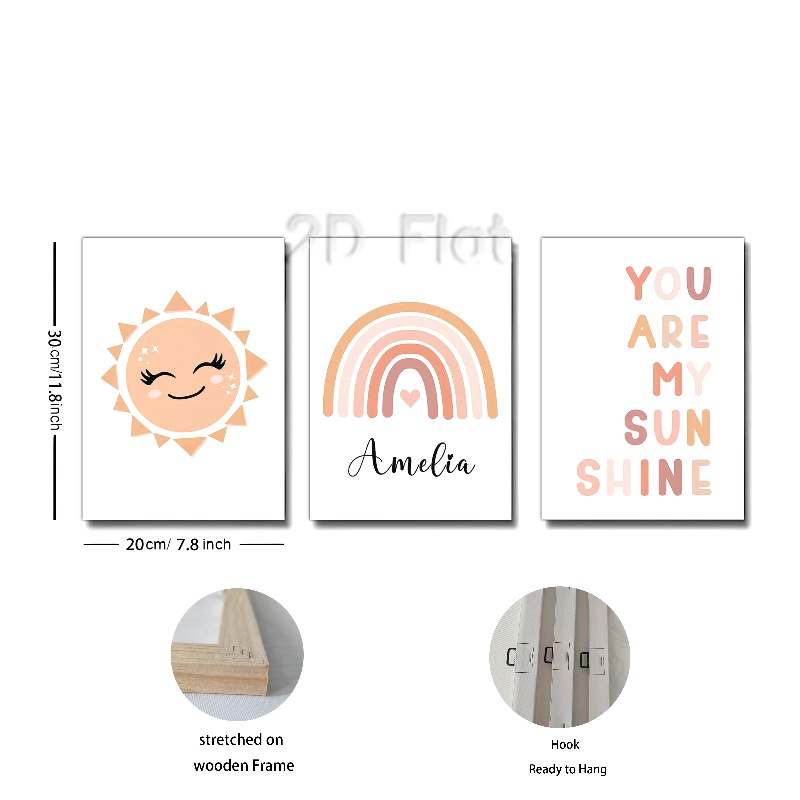 2D Flat
30cm/11.8inch
Amelia
YOU
ARE
MY
SUN
SHINE
20cm/ 7.8 inch
stretched on
wooden Frame
Hook
Ready to Hang